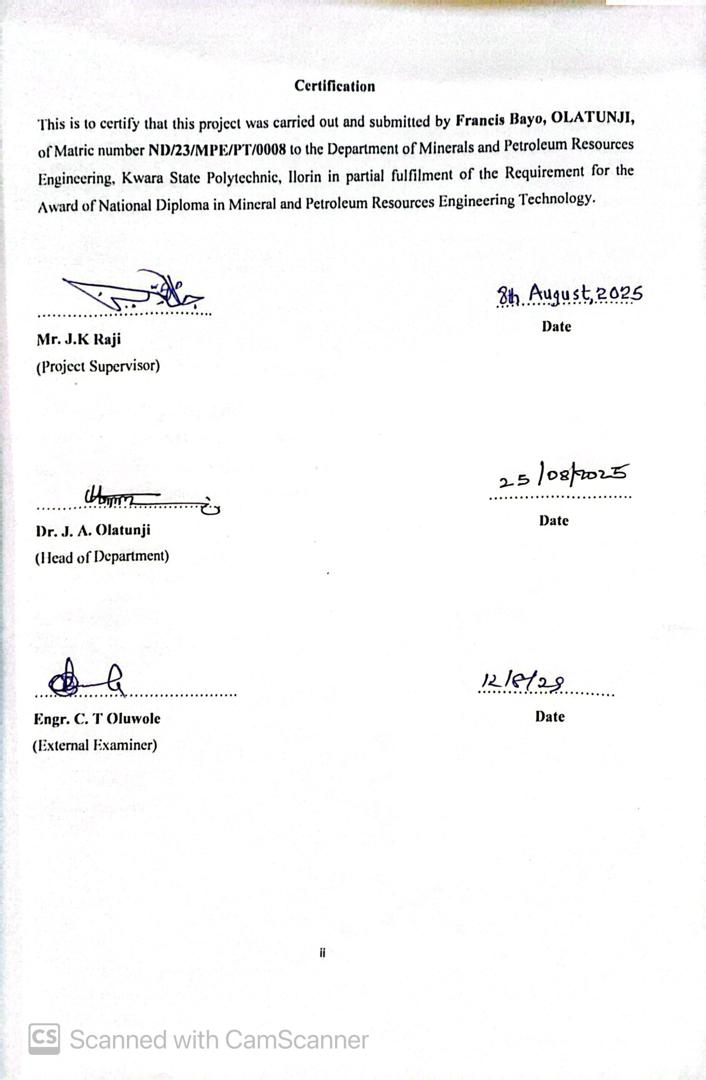 Certification
This is to certify that this project was carried out and submitted by Francis Bayo, OLATUNJI,
of Matric number ND/23/MPE/PT/0008 to the Department of Minerals and Petroleum Resources
Engineering, Kwara State Polytechnic, Ilorin in partial fulfilment of the Requirement for the
Award of National Diploma in Mineral and Petroleum Resources Engineering Technology.
8th August, 2025
Mr. J.K Raji
Date
(Project Supervisor)
25/08/2025
Dr. J. A. Olatunji
Date
(Head of Department)
12/8/29
Engr. C. T Oluwole
Date
(External Examiner)
ii
CS Scanned with CamScanner